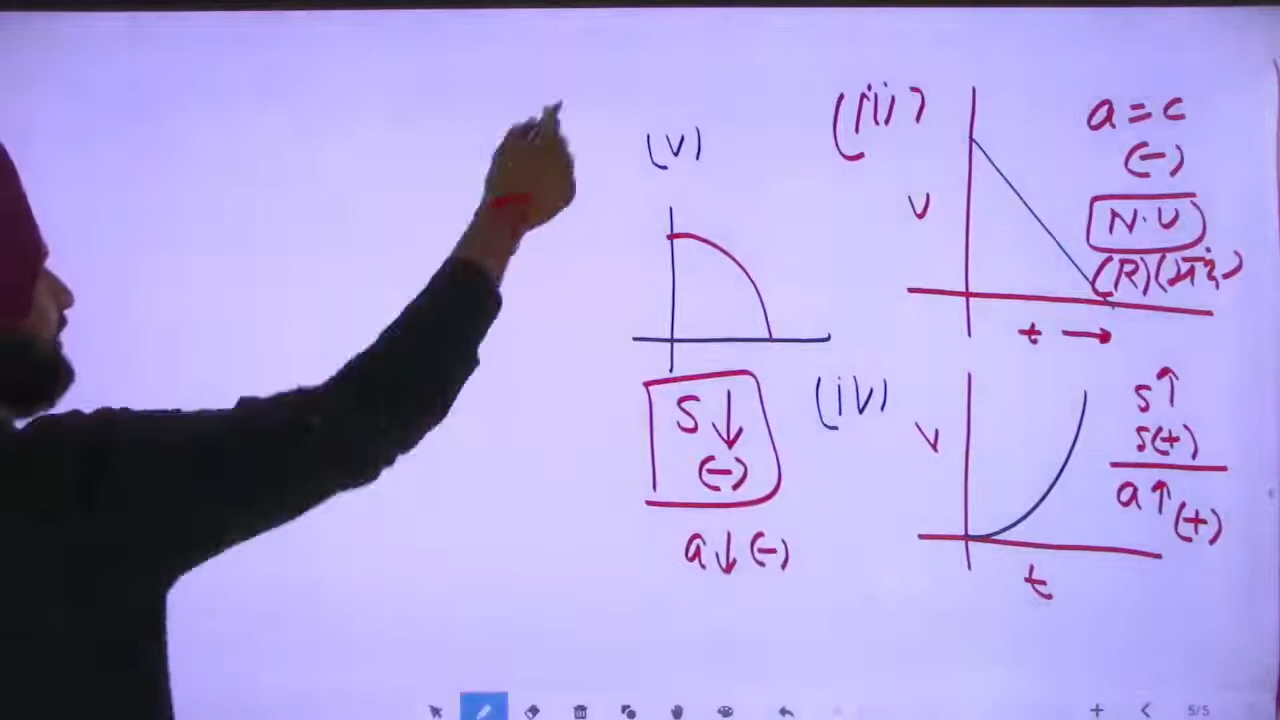 (V)
S↓
(-)
a↓(-)
(iii)
V
t →
a = c
(-)
N·U
(iv)
V
t
S↑
S(+)
a↑(+)
5/5